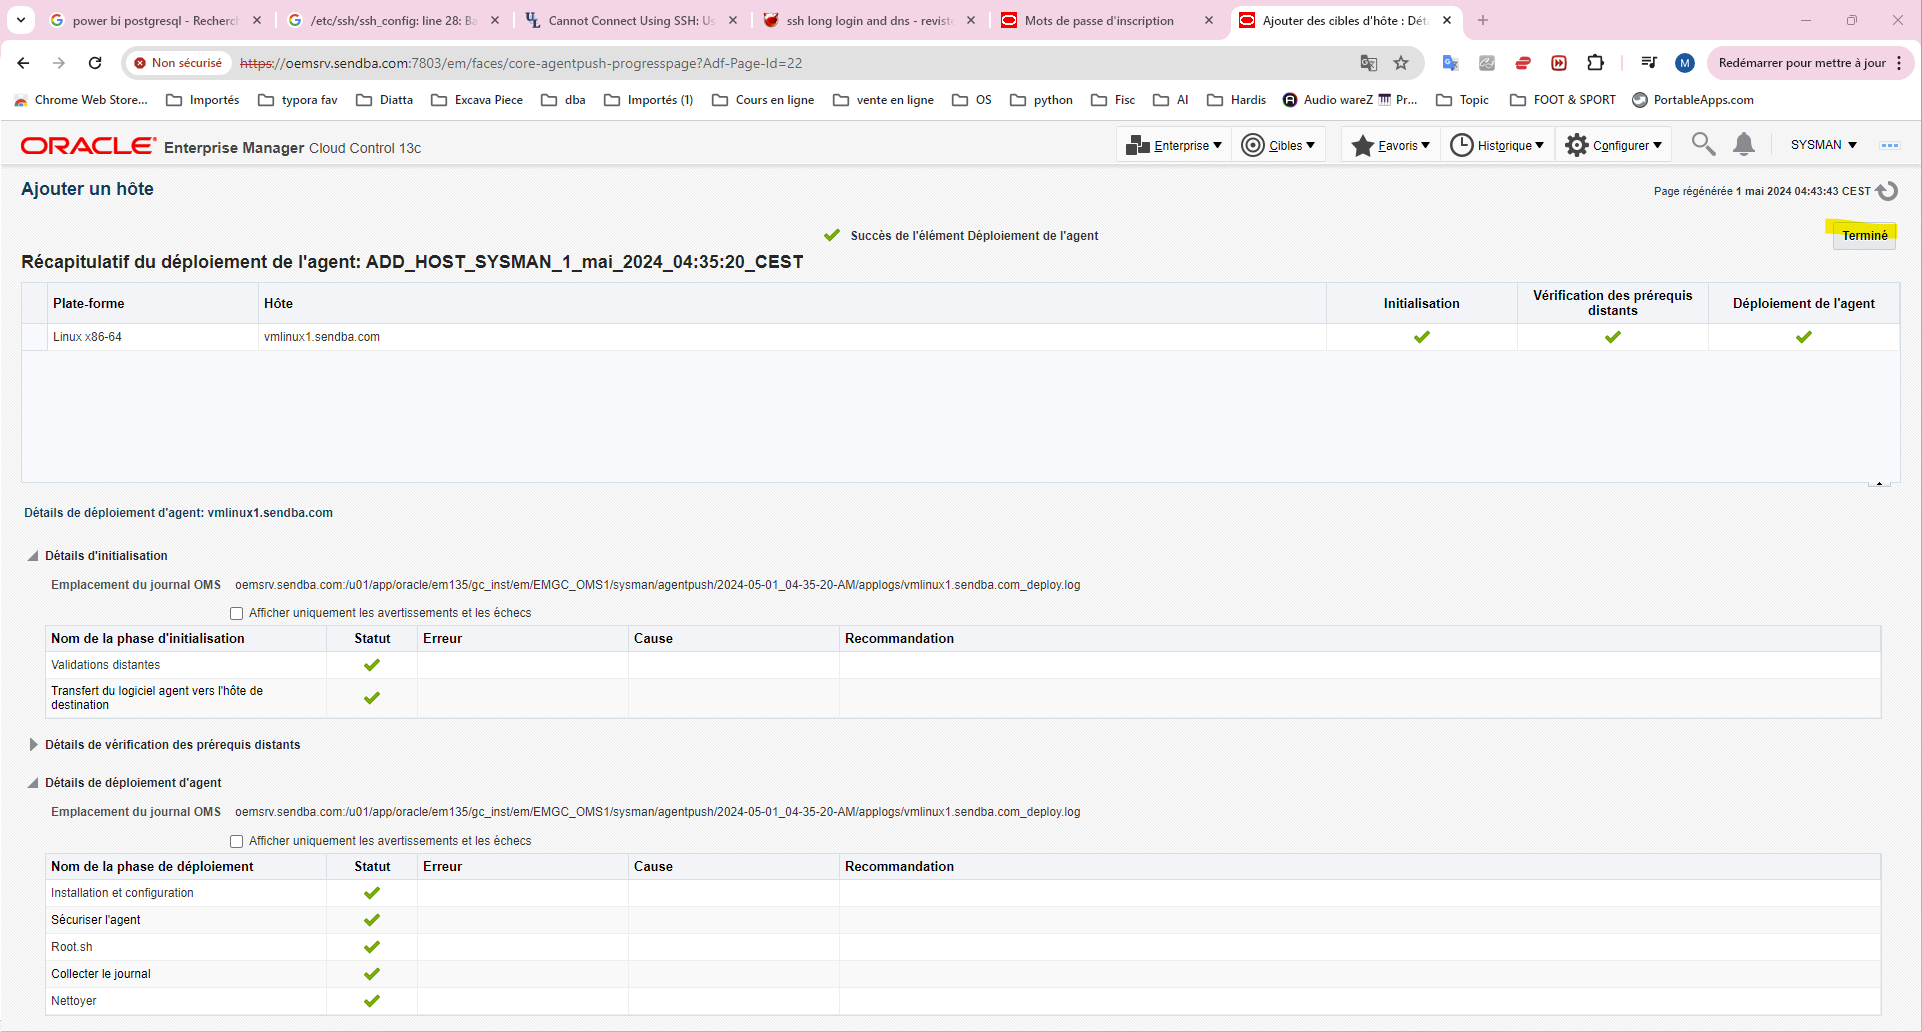 power bi postgresql - Recherch
/etc/ssh/ssh_config: line 28: Ba
Cannot Connect Using SSH: Us
ssh long login and dns - reviste
Mots de passe d'inscription
Ajouter des cibles d'hôte : Déta
Non sécurisé
https://oemsrv.sendba.com:7803/em/faces/core-agentpush-progresspage?Adf-Page-Id=22
M
Redémarrer pour mettre à jour
Chrome Web Store... Importés typora fav Diatta Excava Piece dba Importés (1) Cours en ligne vente en ligne OS python Fisc AI Hardis Audio wareZ Pr... Topic FOOT & SPORT PortableApps.com
ORACLE Enterprise Manager Cloud Control 13c
Enterprise Cibles Favoris Historique Configurer SYSMAN
Ajouter un hôte
Page régénérée 1 mai 2024 04:43:43 CEST
Succès de l'élément Déploiement de l'agent
Terminé
Récapitulatif du déploiement de l'agent: ADD_HOST_SYSMAN_1_mai_2024_04:35:20_CEST
Plate-forme Hôte Initialisation Vérification des prérequis distants Déploiement de l'agent
Linux x86-64 vmlinux1.sendba.com
Détails de déploiement d'agent: vmlinux1.sendba.com
Détails d'initialisation
Emplacement du journal OMS oemsrv.sendba.com:/u01/app/oracle/em135/gc_inst/em/EMGC_OMS1/sysman/agentpush/2024-05-01_04-35-20-AM/applogs/vmlinux1.sendba.com_deploy.log
Afficher uniquement les avertissements et les échecs
Nom de la phase d'initialisation Statut Erreur Cause Recommandation
Validations distantes
Transfert du logiciel agent vers l'hôte de
destination
Détails de vérification des prérequis distants
Détails de déploiement d'agent
Emplacement du journal OMS oemsrv.sendba.com:/u01/app/oracle/em135/gc_inst/em/EMGC_OMS1/sysman/agentpush/2024-05-01_04-35-20-AM/applogs/vmlinux1.sendba.com_deploy.log
Afficher uniquement les avertissements et les échecs
Nom de la phase de déploiement Statut Erreur Cause Recommandation
Installation et configuration
Sécuriser l'agent
Root.sh
Collecter le journal
Nettoyer